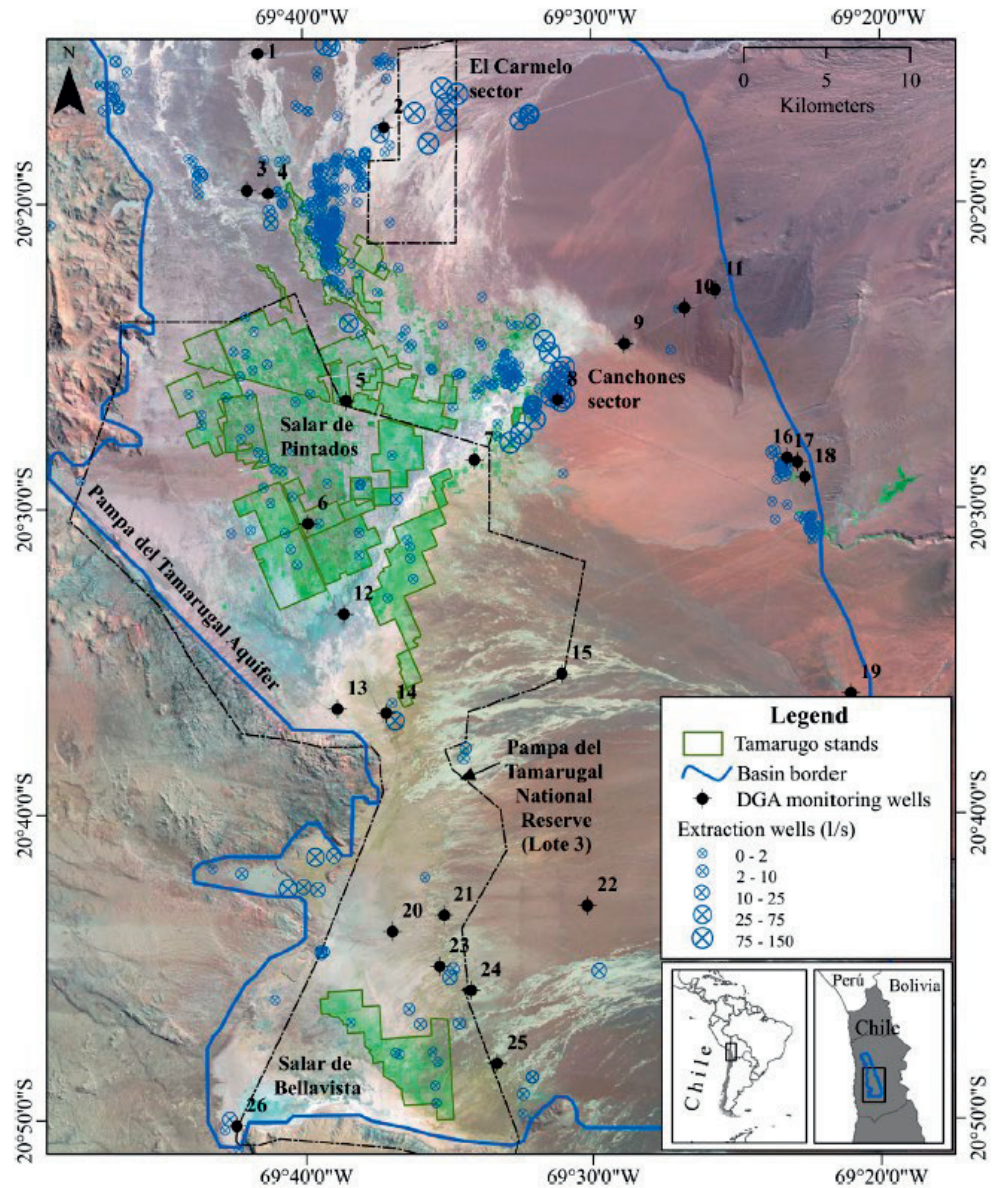 69°40'0"W
69°30'0"W
69°20'0"W
N
1
El Carmelo
sector
0
5
10
Kilometers
2
3
4
20°20'0"S
20°20'0"S
11
10
9
5
8
Canchones
sector
Salar de
Pintados
7
16
17
18
20°30'0"S
20°30'0"S
6
Pampa del Tamarugal Aquifer
12
15
13
14
19
Legend
Tamarugo stands
Basin border
DGA monitoring wells
Extraction wells (l/s)
0 - 2
2 - 10
10 - 25
25 - 75
75 - 150
Pampa del
Tamarugal
National
Reserve
(Lote 3)
20°40'0"S
20°40'0"S
22
21
20
23
24
25
Salar de
Bellavista
26
Chile
Perú
Bolivia
Chile
20°50'0"S
20°50'0"S
69°40'0"W
69°30'0"W
69°20'0"W